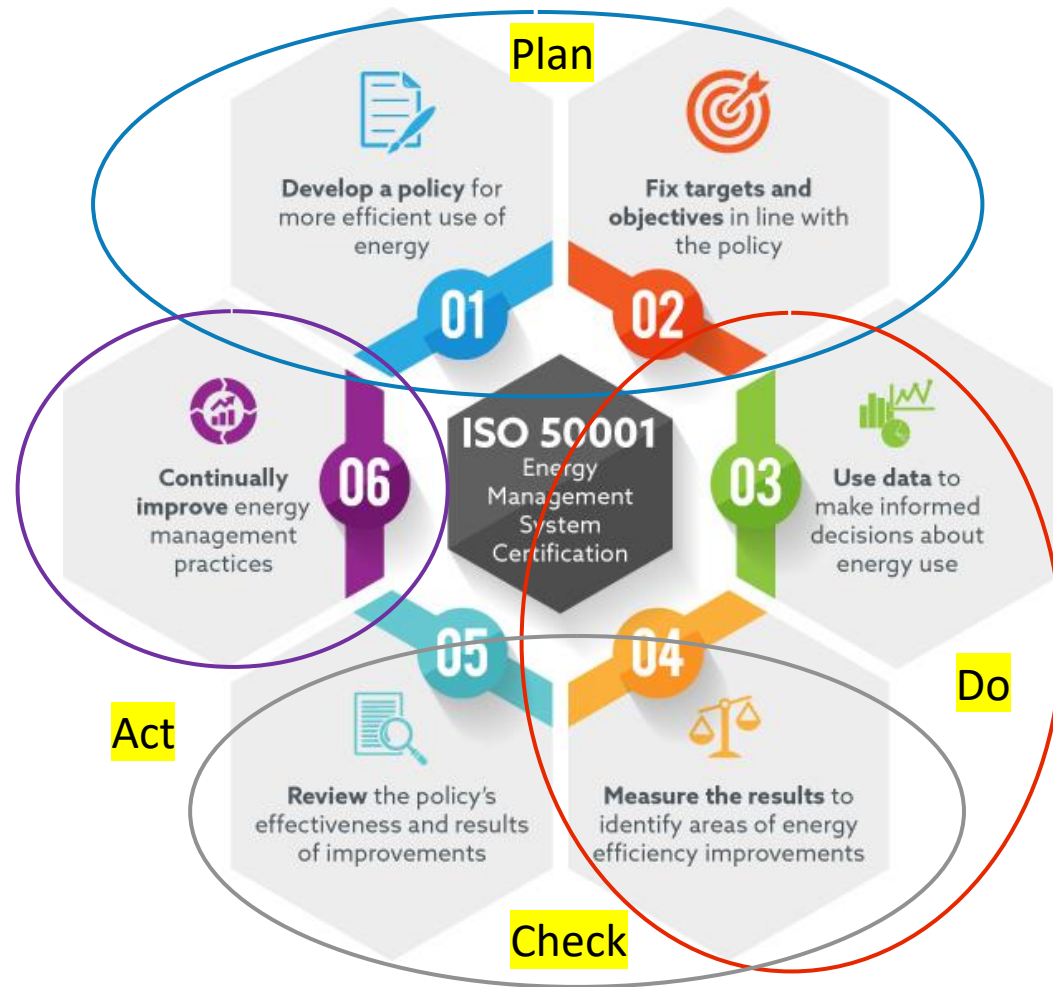 Plan
Develop a policy for
more efficient use of
energy
01
Fix targets and
objectives in line with
the policy
02
ISO 50001
Energy
Management
System
Certification
03
Use data to
make informed
decisions about
energy use
Do
04
Measure the results to
identify areas of energy
efficiency improvements
Check
05
Review the policy's
effectiveness and results
of improvements
Act
06
Continually
improve energy
management
practices